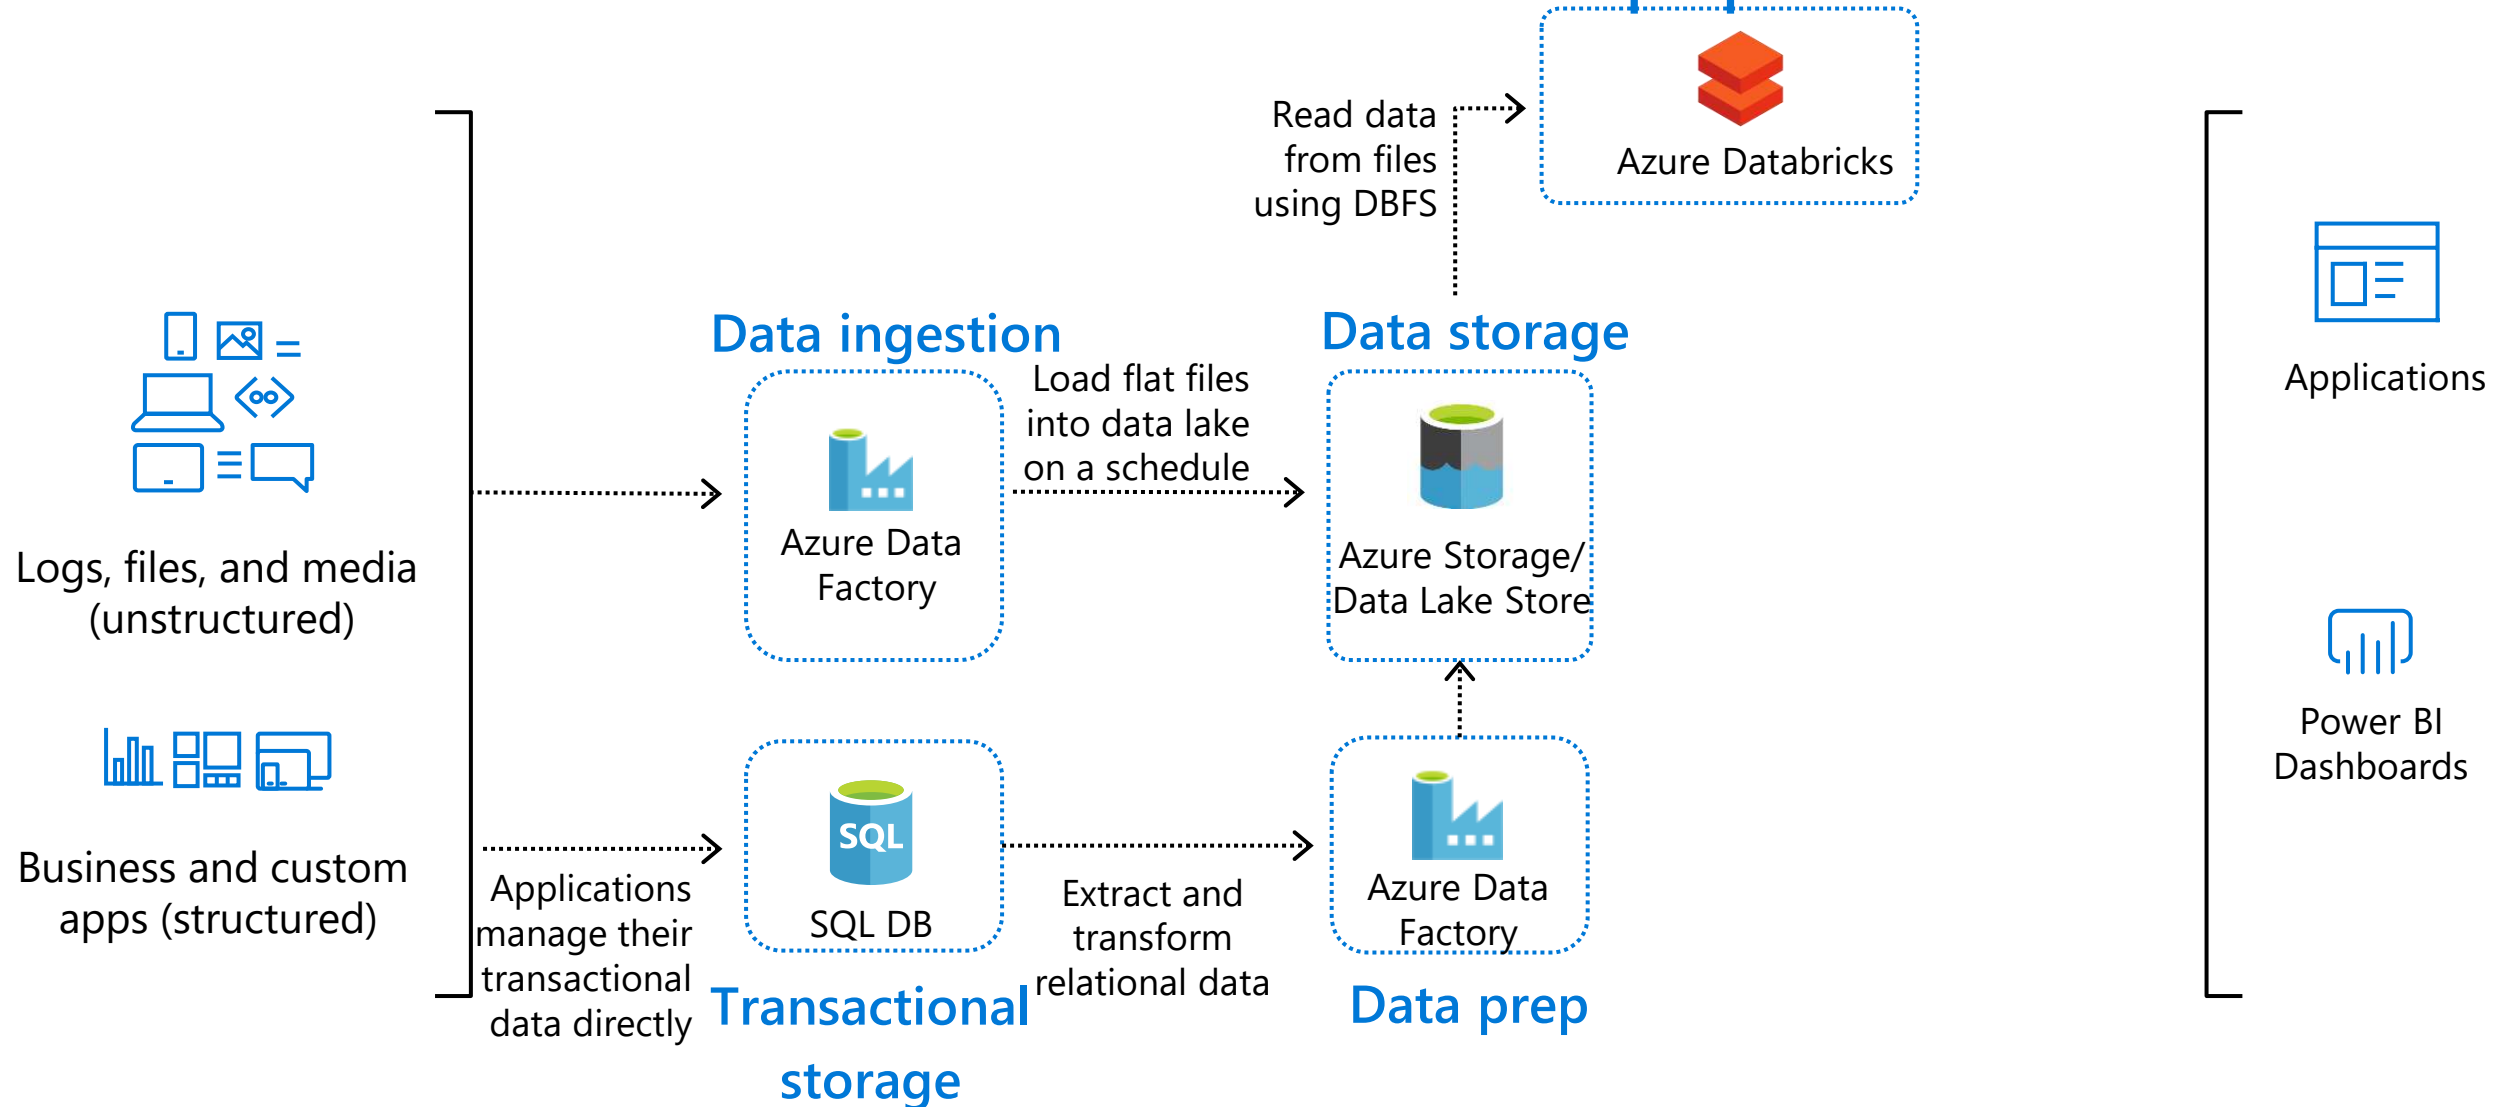 Azure Databricks
Read data
from files
using DBFS
Data ingestion
Data storage
Load flat files
into data lake
on a schedule
Applications
Azure Data
Factory
Azure Storage/
Data Lake Store
Logs, files, and media
(unstructured)
Power BI
Dashboards
SQL
SQL DB
Business and custom
apps (structured)
Applications
manage their
transactional
data directly
Extract and
transform
relational data
Azure Data
Factory
Transactional
storage
Data prep